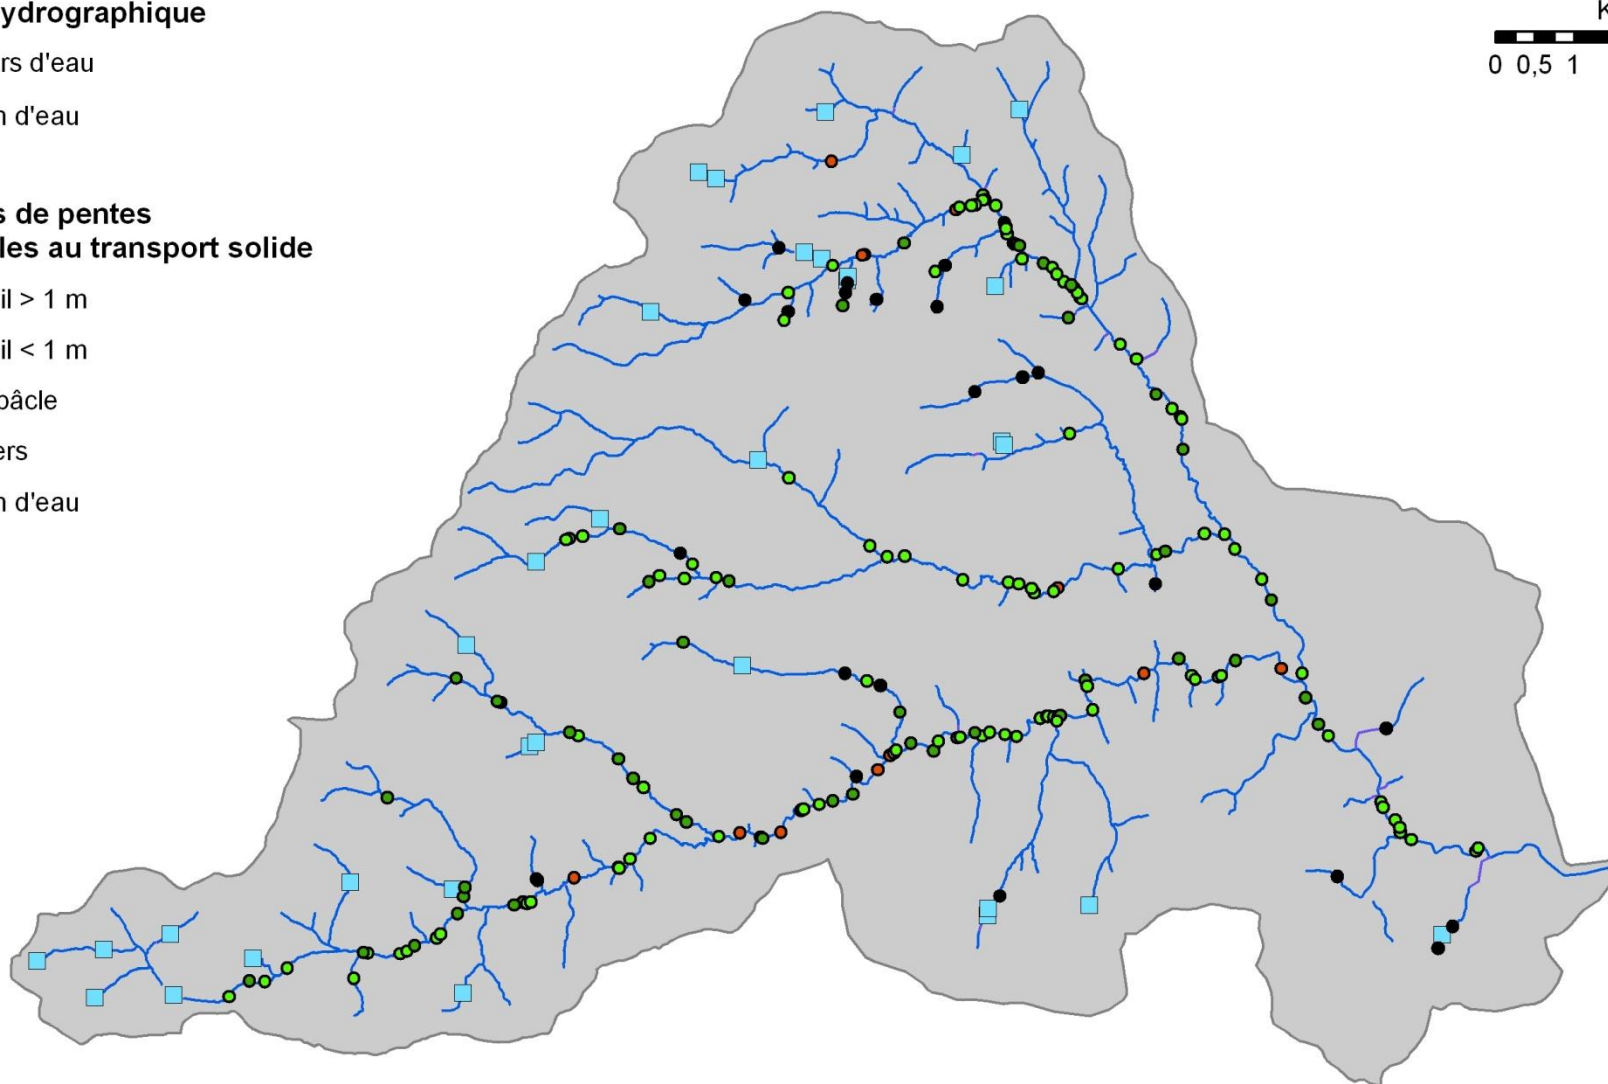 ydrographique
rs d'eau
n d'eau
s de pentes
les au transport solide
il > 1 m
il < 1 m
bâcle
ers
n d'eau
K
0 0,5 1